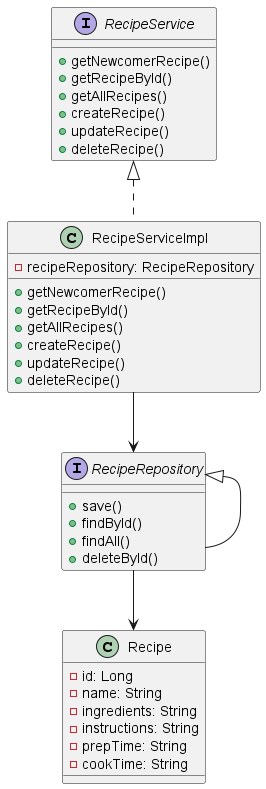 I RecipeService
getNewcomerRecipe()
getRecipeById()
getAllRecipes()
createRecipe()
updateRecipe()
deleteRecipe()
C RecipeServiceImpl
recipeRepository: RecipeRepository
getNewcomerRecipe()
getRecipeById()
getAllRecipes()
createRecipe()
updateRecipe()
deleteRecipe()
I RecipeRepository
save()
findById()
findAll()
deleteById()
C Recipe
id: Long
name: String
ingredients: String
instructions: String
prepTime: String
cookTime: String